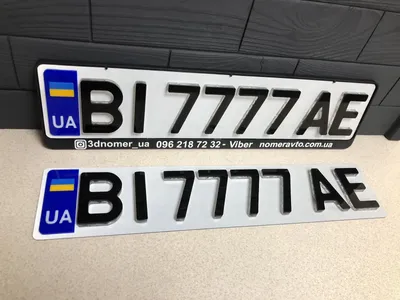 UA BI 7777 AE
3dnomer_ua 096 218 72 32 - Viber nomeravto.com.ua
UA BI 7777 AE